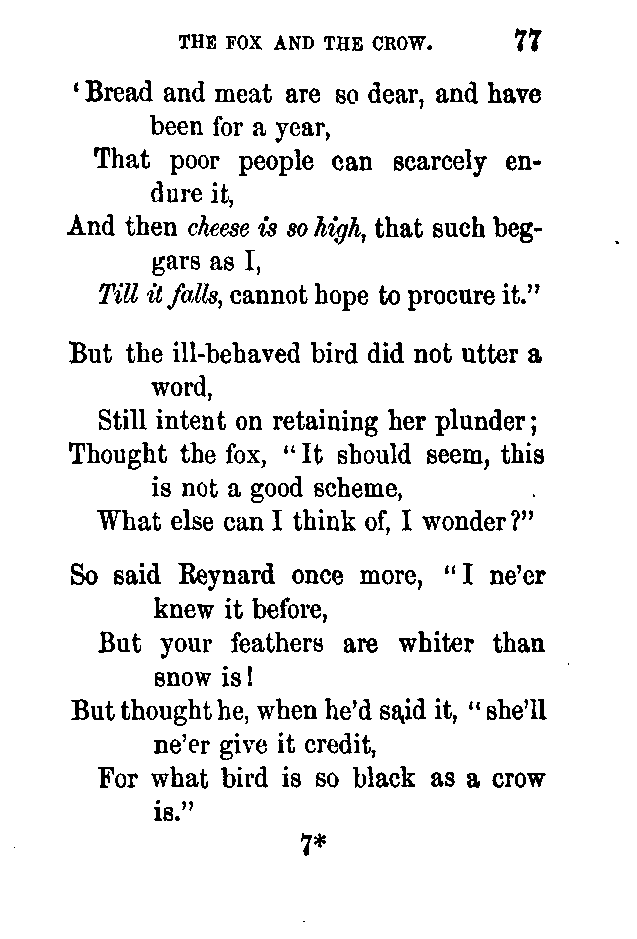 THE FOX AND THE CROW. 77
‘Bread and meat are so dear, and have
been for a year,
That poor people can scarcely en-
dure it,
And then cheese is so high, that such beg-
gars as I,
Till it falls, cannot hope to procure it.”
But the ill-behaved bird did not utter a
word,
Still intent on retaining her plunder;
Thought the fox, “It should seem, this
is not a good scheme,
What else can I think of, I wonder?”
So said Reynard once more, “I ne’er
knew it before,
But your feathers are whiter than
snow is!
But thought he, when he’d said it, “she’ll
ne’er give it credit,
For what bird is so black as a crow
is.”
7*